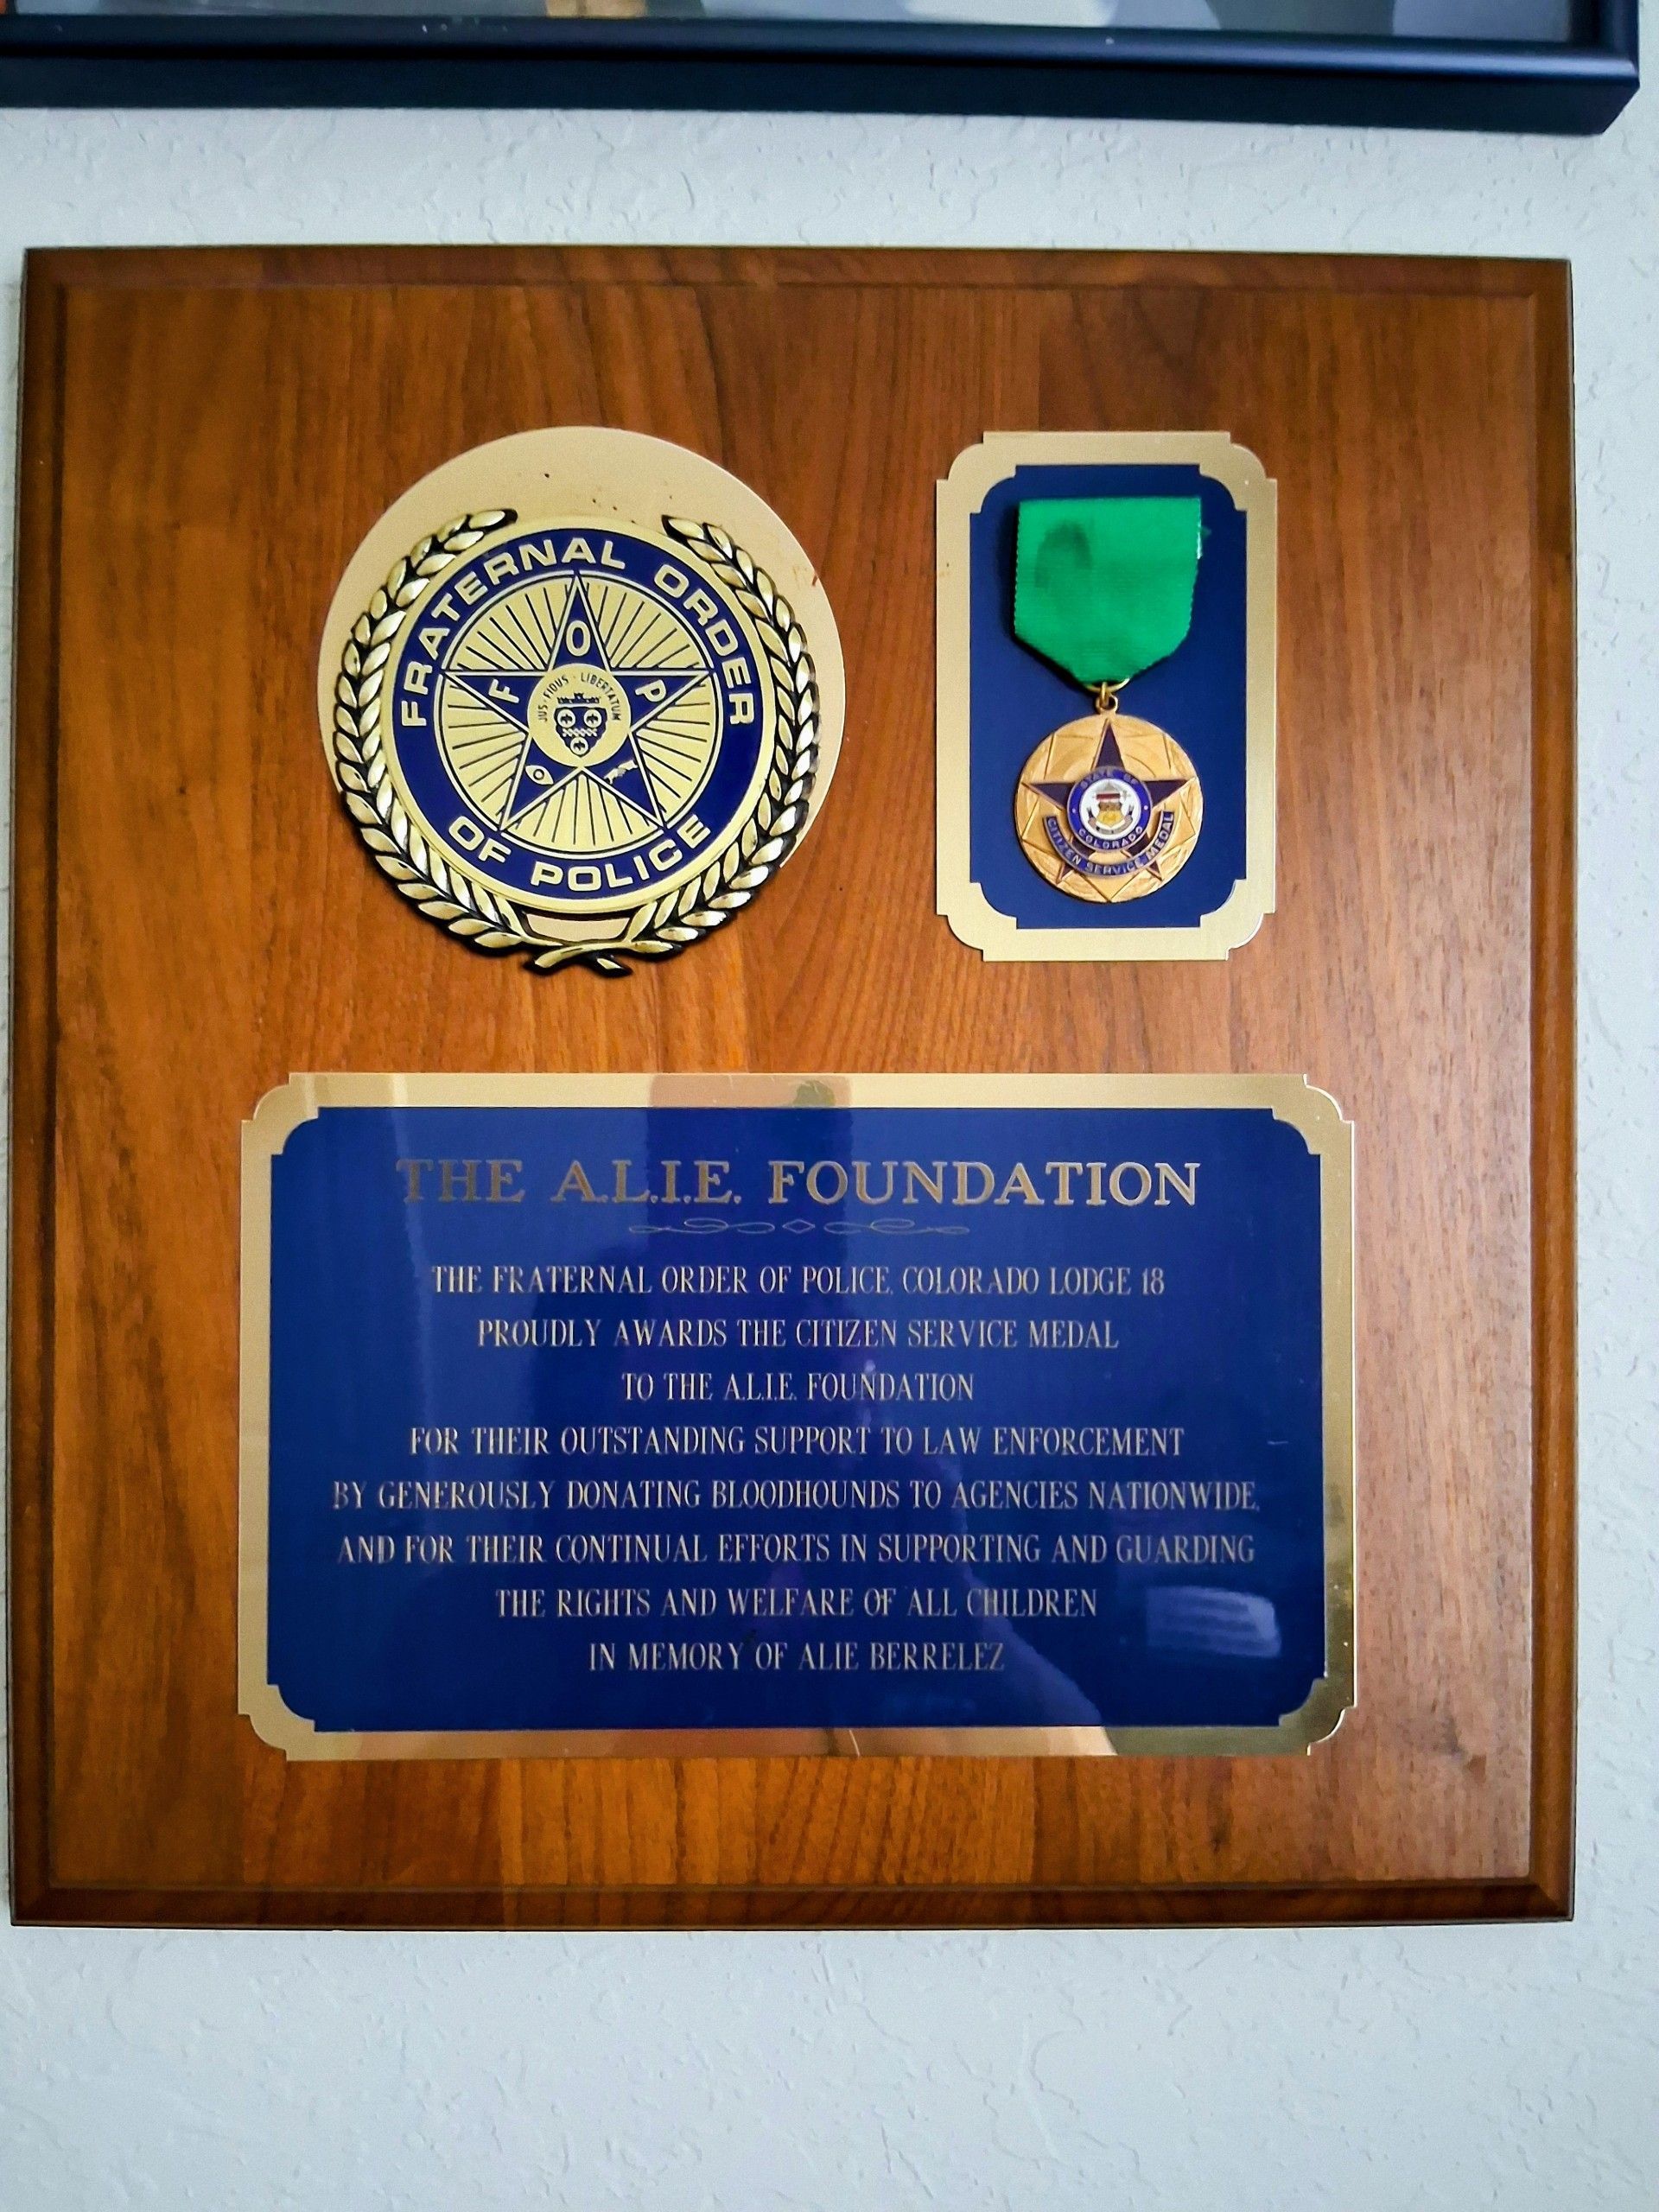 FRATERNAL ORDER
OF POLICE
F O P
JUS · FIDUS · LIBERTATUM
STATE OF
COLORADO
CITIZEN SERVICE MEDAL
THE A.L.I.E. FOUNDATION
THE FRATERNAL ORDER OF POLICE, COLORADO LODGE 18
PROUDLY AWARDS THE CITIZEN SERVICE MEDAL
TO THE A.L.I.E. FOUNDATION
FOR THEIR OUTSTANDING SUPPORT TO LAW ENFORCEMENT
BY GENEROUSLY DONATING BLOODHOUNDS TO AGENCIES NATIONWIDE,
AND FOR THEIR CONTINUAL EFFORTS IN SUPPORTING AND GUARDING
THE RIGHTS AND WELFARE OF ALL CHILDREN
IN MEMORY OF ALIE BERRELEZ